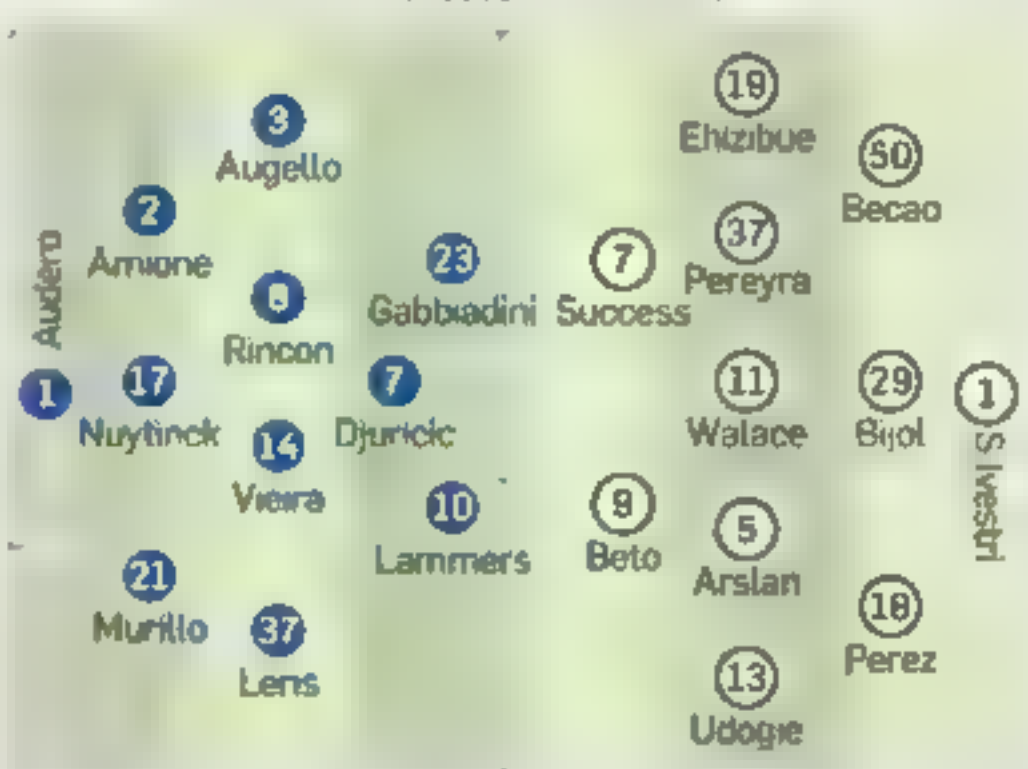 19
Ehizibue
3
Augello
50
Becao
2
Amione
37
Pereyra
23
Gabbiadini
7
Success
Audero
Rincon
1
17
Nuytinck
7
Djuricic
11
Walace
29
Bijol
1
14
Vieira
10
Lammers
9
Beto
5
Arslan
21
Murillo
18
Perez
37
Lens
13
Udogie